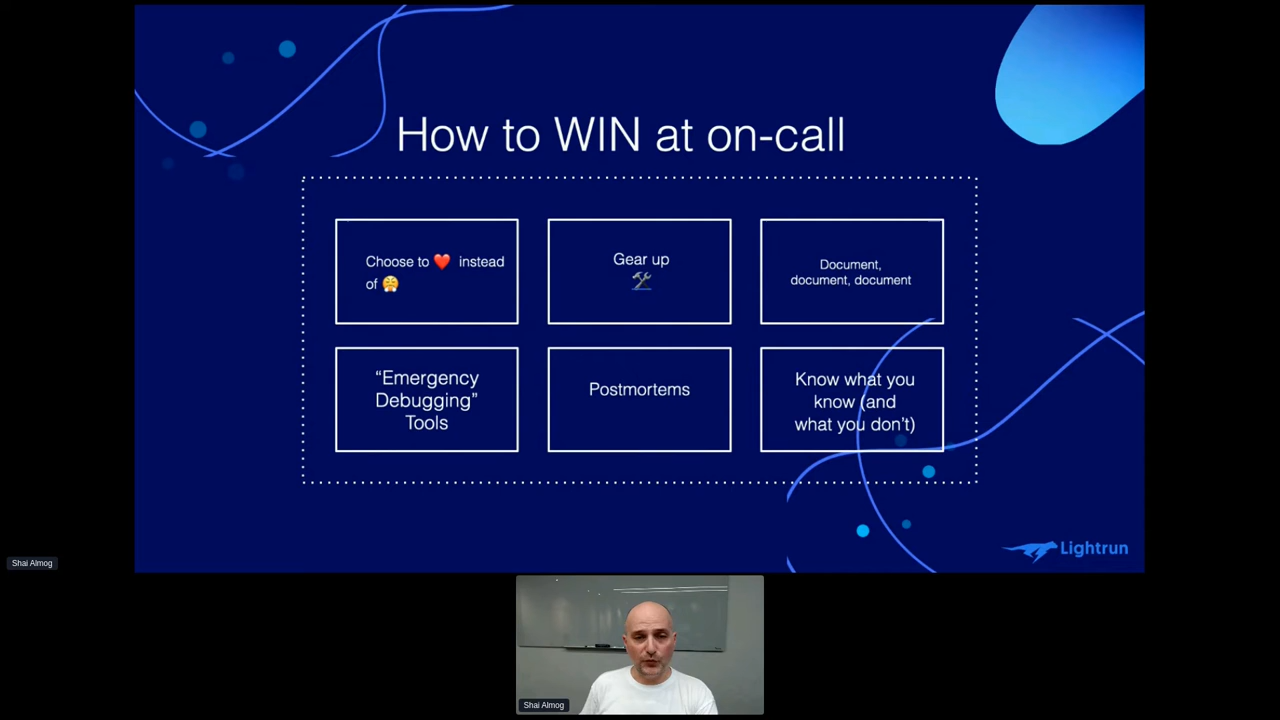 How to WIN at on-call
Choose to ❤️ instead
of 😤
Gear up
🛠️
Document,
document, document
“Emergency
Debugging”
Tools
Postmortems
Know what you
know (and
what you don’t)
Lightrun
Shai Almog
Shai Almog